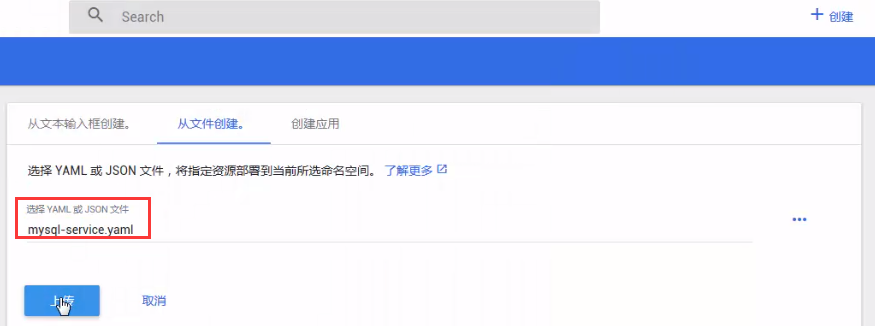 Search
创建
从文本输入框创建。 从文件创建。 创建应用
选择 YAML 或 JSON 文件，将指定资源部署到当前所选命名空间。 了解更多
选择 YAML 或 JSON 文件
mysql-service.yaml
上传 取消